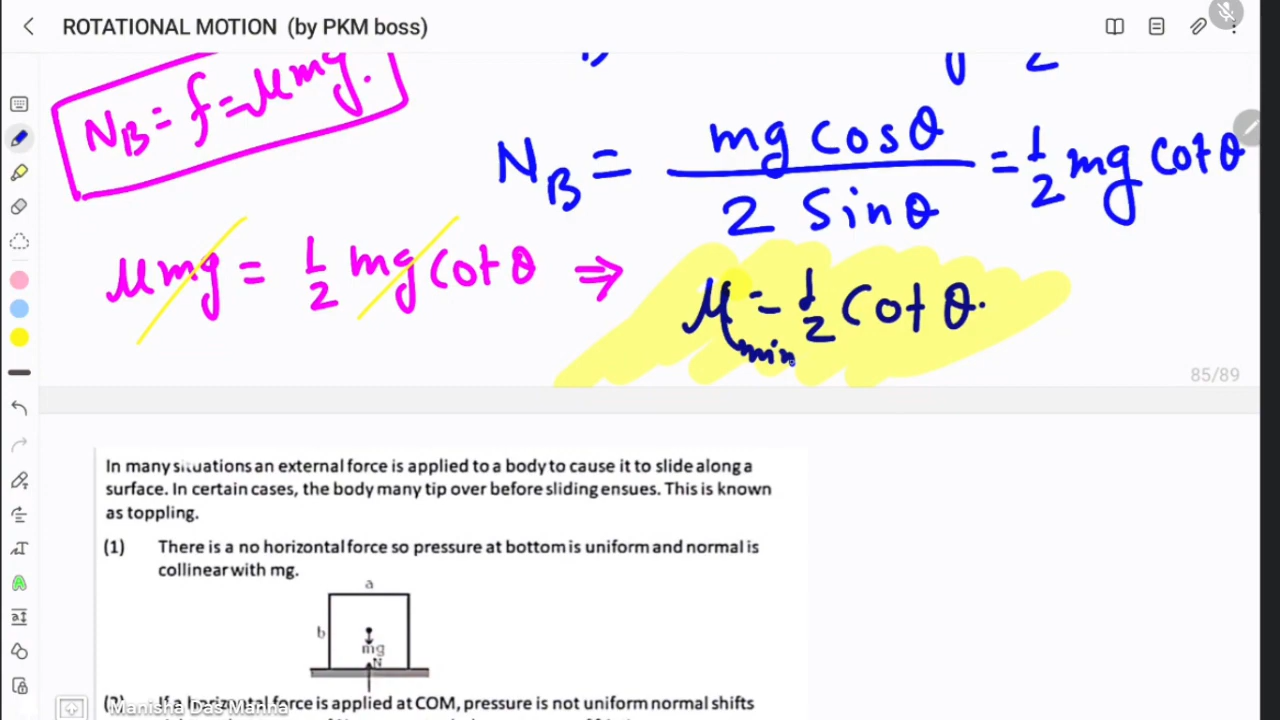 ROTATIONAL MOTION (by PKM boss)
N_B = f = μmg.
N_B = mg cosθ / 2 Sinθ = 1/2 mg cotθ
μmg = 1/2 mg cotθ ⇒
μ_min = 1/2 cotθ.
85/89
In many situations an external force is applied to a body to cause it to slide along a
surface. In certain cases, the body many tip over before sliding ensues. This is known
as toppling.
(1) There is a no horizontal force so pressure at bottom is uniform and normal is
collinear with mg.
a
b
mg
N
(2) If a horizontal force is applied at COM, pressure is not uniform normal shifts
Manisha Das Manna